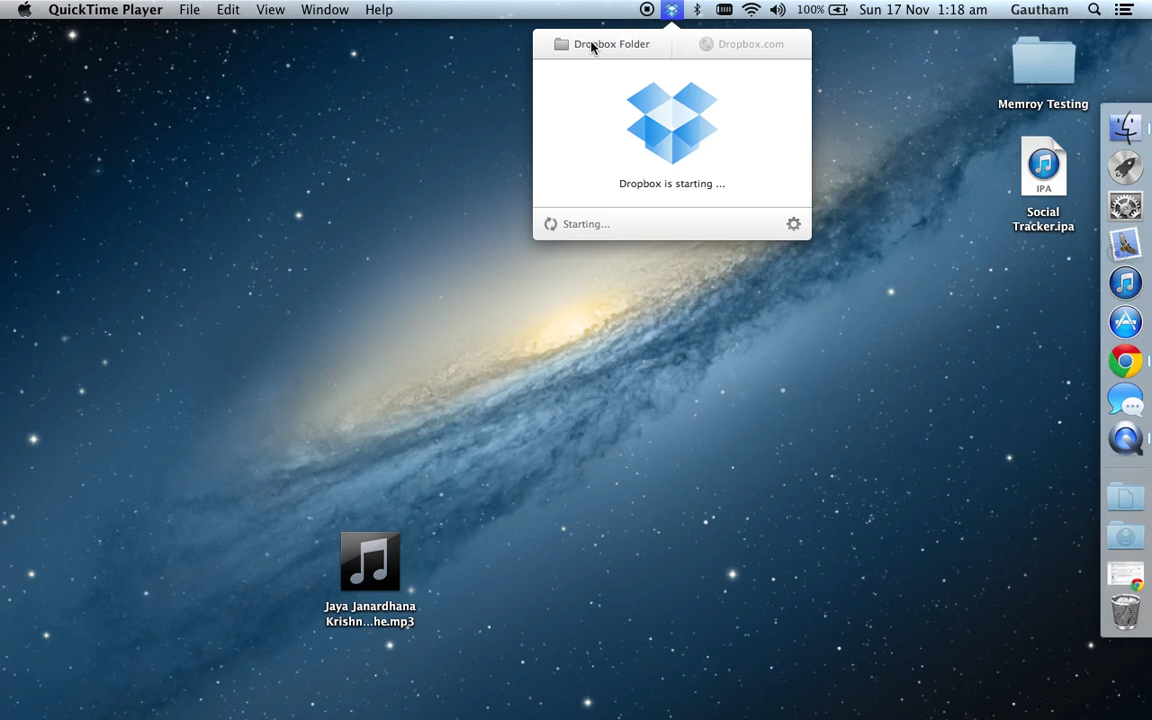 QuickTime Player File Edit View Window Help 100% Sun 17 Nov 1:18 am Gautham
Dropbox Folder Dropbox.com
Dropbox is starting ...
Starting...
Memroy Testing
IPA
Social
Tracker.ipa
Jaya Janardhana
Krishn...he.mp3